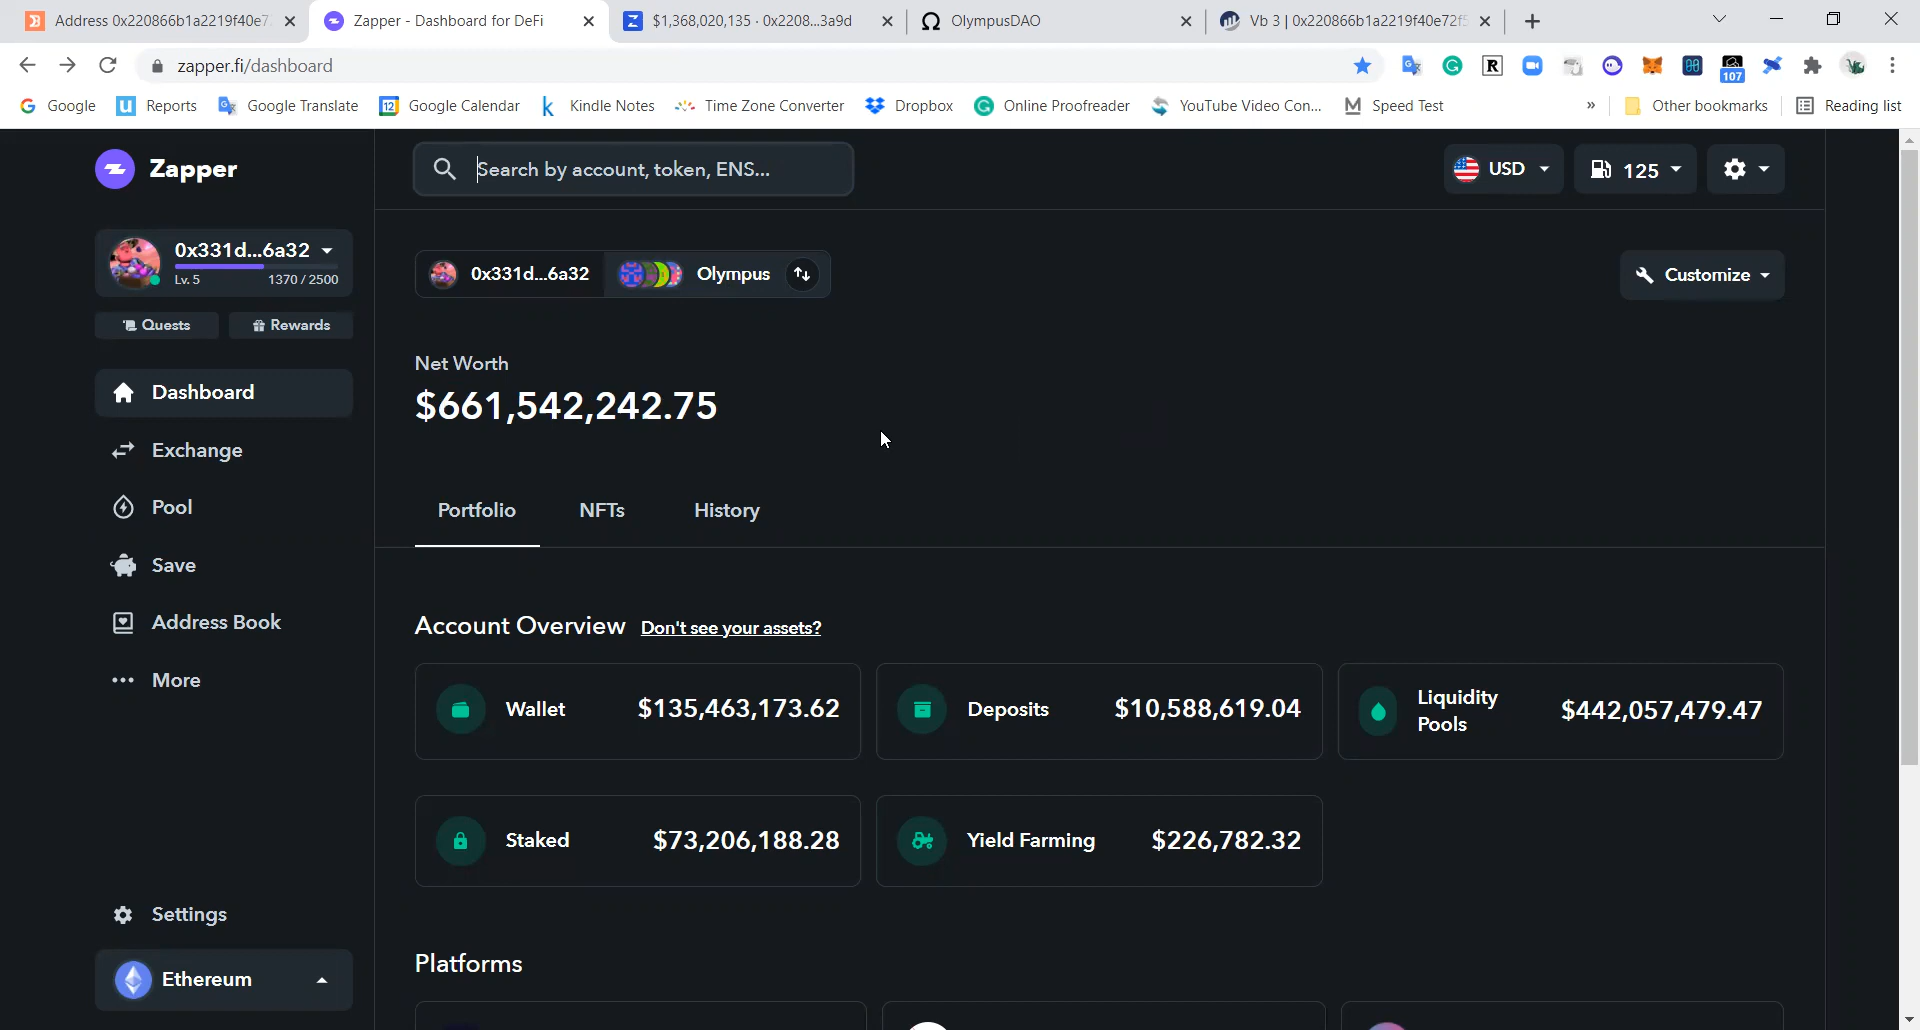 Address 0x220866b1a2219f40e7
Zapper - Dashboard for DeFi
$1,368,020,135 · 0x2208...3a9d
OlympusDAO
Vb 3 | 0x220866b1a2219f40e72f5
zapper.fi/dashboard
107
Google
Reports
Google Translate
12 Google Calendar
Kindle Notes
Time Zone Converter
Dropbox
Online Proofreader
YouTube Video Con...
Speed Test
»
Other bookmarks
Reading list
Zapper
Search by account, token, ENS...
USD
125
0x331d...6a32
Lv. 5 1370 / 2500
Quests
Rewards
0x331d...6a32
Olympus
Customize
Net Worth
$661,542,242.75
Dashboard
Exchange
Pool
Save
Address Book
More
Portfolio
NFTs
History
Account Overview Don't see your assets?
Wallet $135,463,173.62
Deposits $10,588,619.04
Liquidity Pools $442,057,479.47
Staked $73,206,188.28
Yield Farming $226,782.32
Platforms
Settings
Ethereum